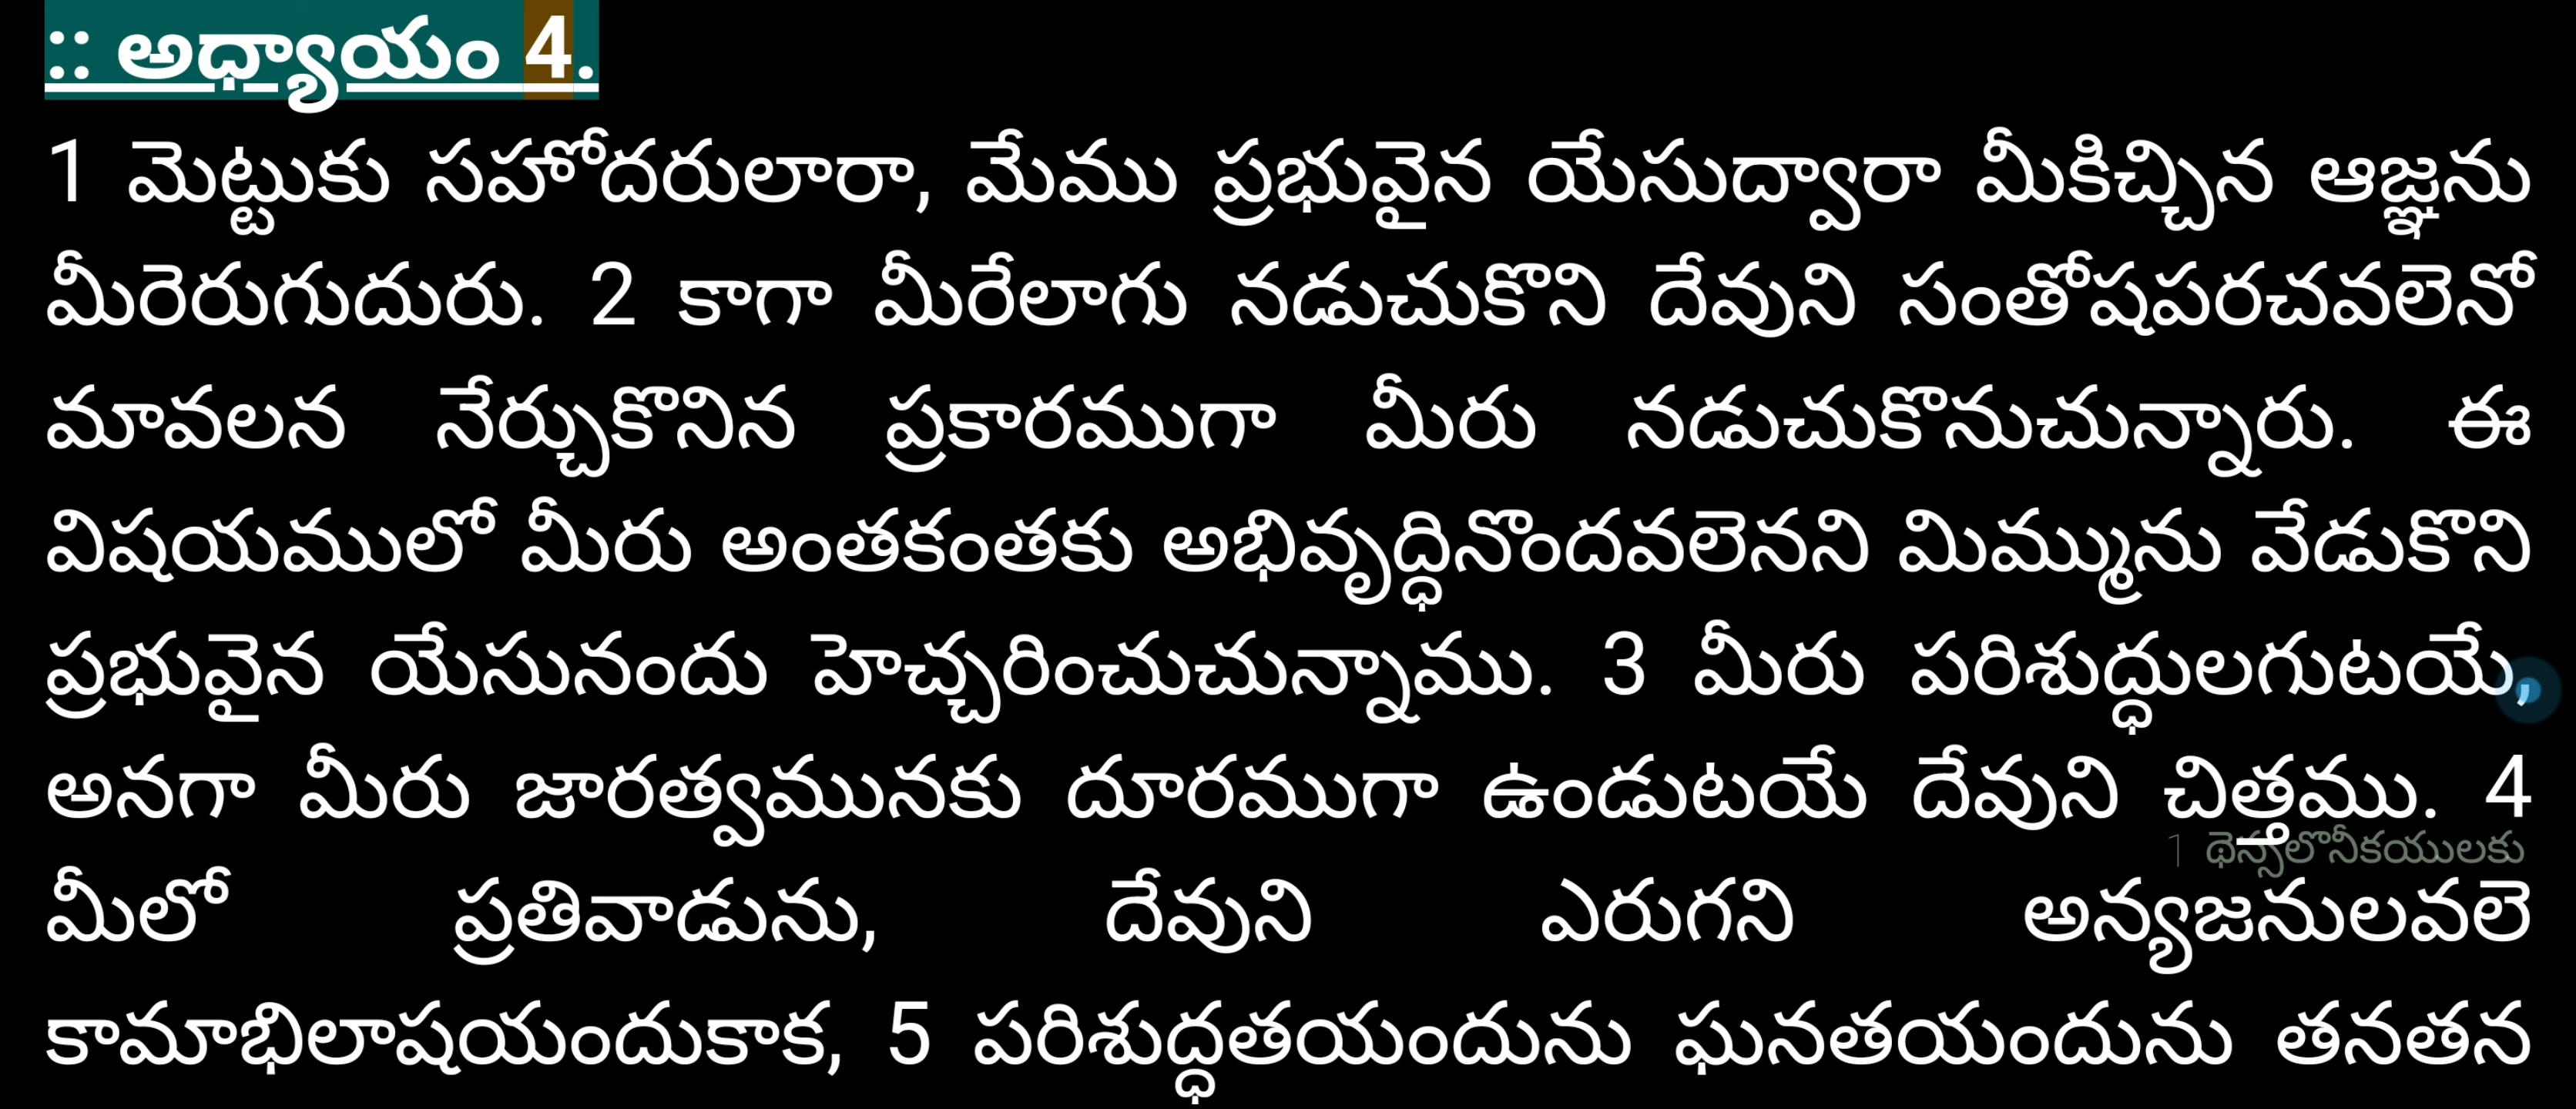 :: అధ్యాయం 4.
1 మెట్టుకు సహోదరులారా, మేము ప్రభువైన యేసుద్వారా మీకిచ్చిన ఆజ్ఞను
మీరెరుగుదురు. 2 కాగా మీరేలాగు నడుచుకొని దేవుని సంతోషపరచవలెనో
మావలన నేర్చుకొనిన ప్రకారముగా మీరు నడుచుకొనుచున్నారు. ఈ
విషయములో మీరు అంతకంతకు అభివృద్ధినొందవలెనని మిమ్మును వేడుకొని
ప్రభువైన యేసునందు హెచ్చరించుచున్నాము. 3 మీరు పరిశుద్ధులగుటయే,
అనగా మీరు జారత్వమునకు దూరముగా ఉండుటయే దేవుని చిత్తము. 4
1 థెస్సలొనీకయులకు
మీలో ప్రతివాడును, దేవుని ఎరుగని అన్యజనులవలె
కామాభిలాషయందుకాక, 5 పరిశుద్ధతయందును ఘనతయందును తనతన